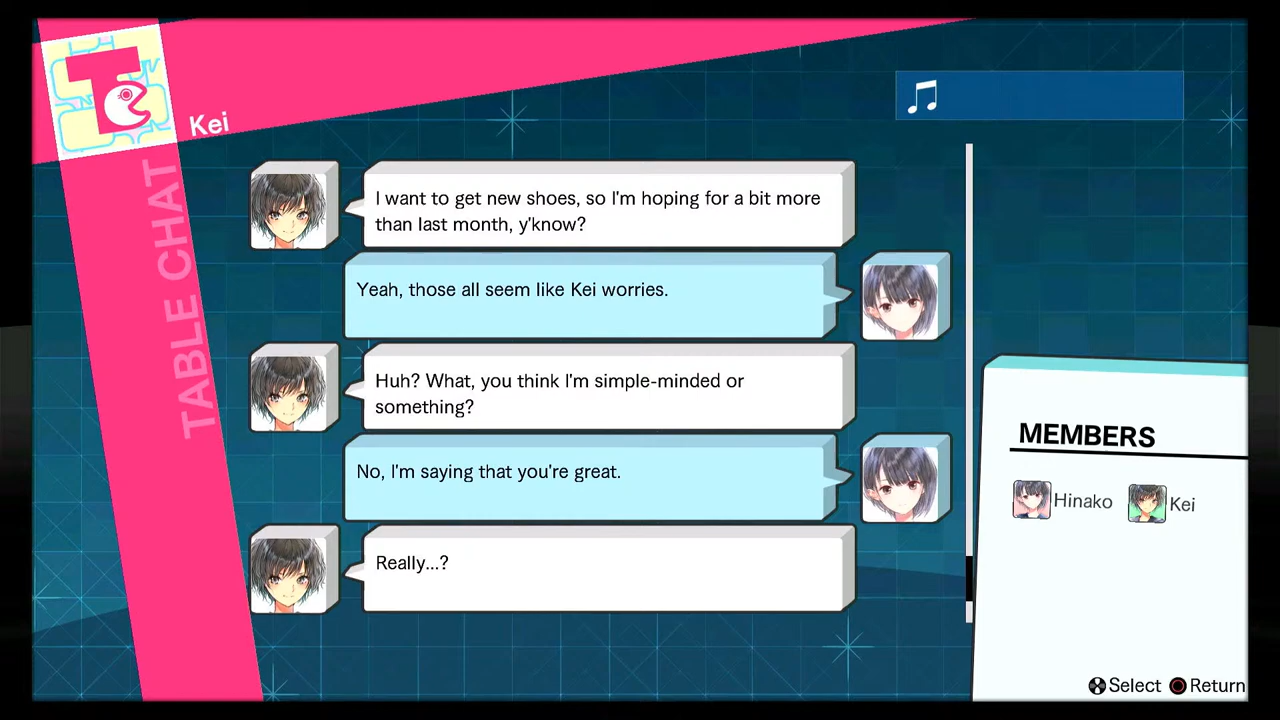 Kei
TABLE CHAT
I want to get new shoes, so I'm hoping for a bit more
than last month, y'know?
Yeah, those all seem like Kei worries.
Huh? What, you think I'm simple-minded or
something?
No, I'm saying that you're great.
Really...?
MEMBERS
Hinako Kei
Select Return